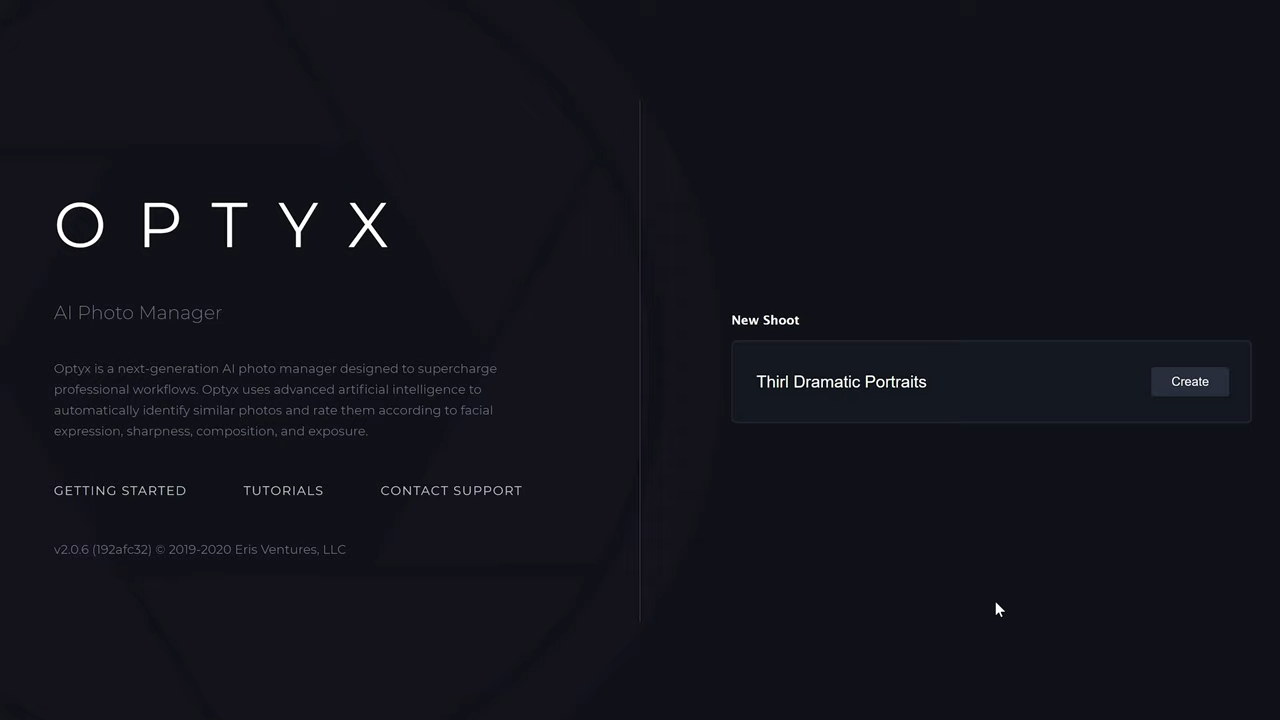 OPTYX
AI Photo Manager
Optyx is a next-generation AI photo manager designed to supercharge
professional workflows. Optyx uses advanced artificial intelligence to
automatically identify similar photos and rate them according to facial
expression, sharpness, composition, and exposure.
GETTING STARTED TUTORIALS CONTACT SUPPORT
v2.0.6 (192afc32) © 2019-2020 Eris Ventures, LLC
New Shoot
Thirl Dramatic Portraits
Create